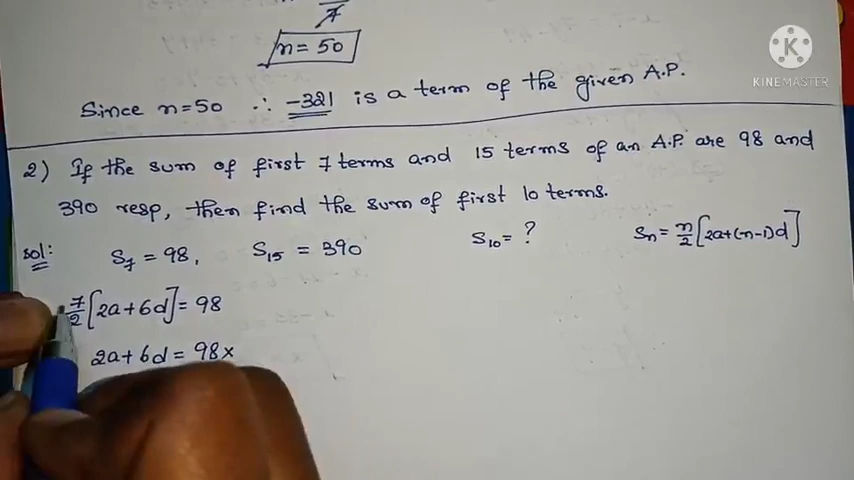 7
n = 50
K
KINEMASTER
Since n=50 ∴ -321 is a term of the given A.P.
2) If the sum of first 7 terms and 15 terms of an A.P. are 98 and
390 resp, then find the sum of first 10 terms.
Sol: S7 = 98, S15 = 390 S10 = ? Sn = n/2 [2a+(n-1)d]
7/2 [2a+6d] = 98
2a+6d = 98x